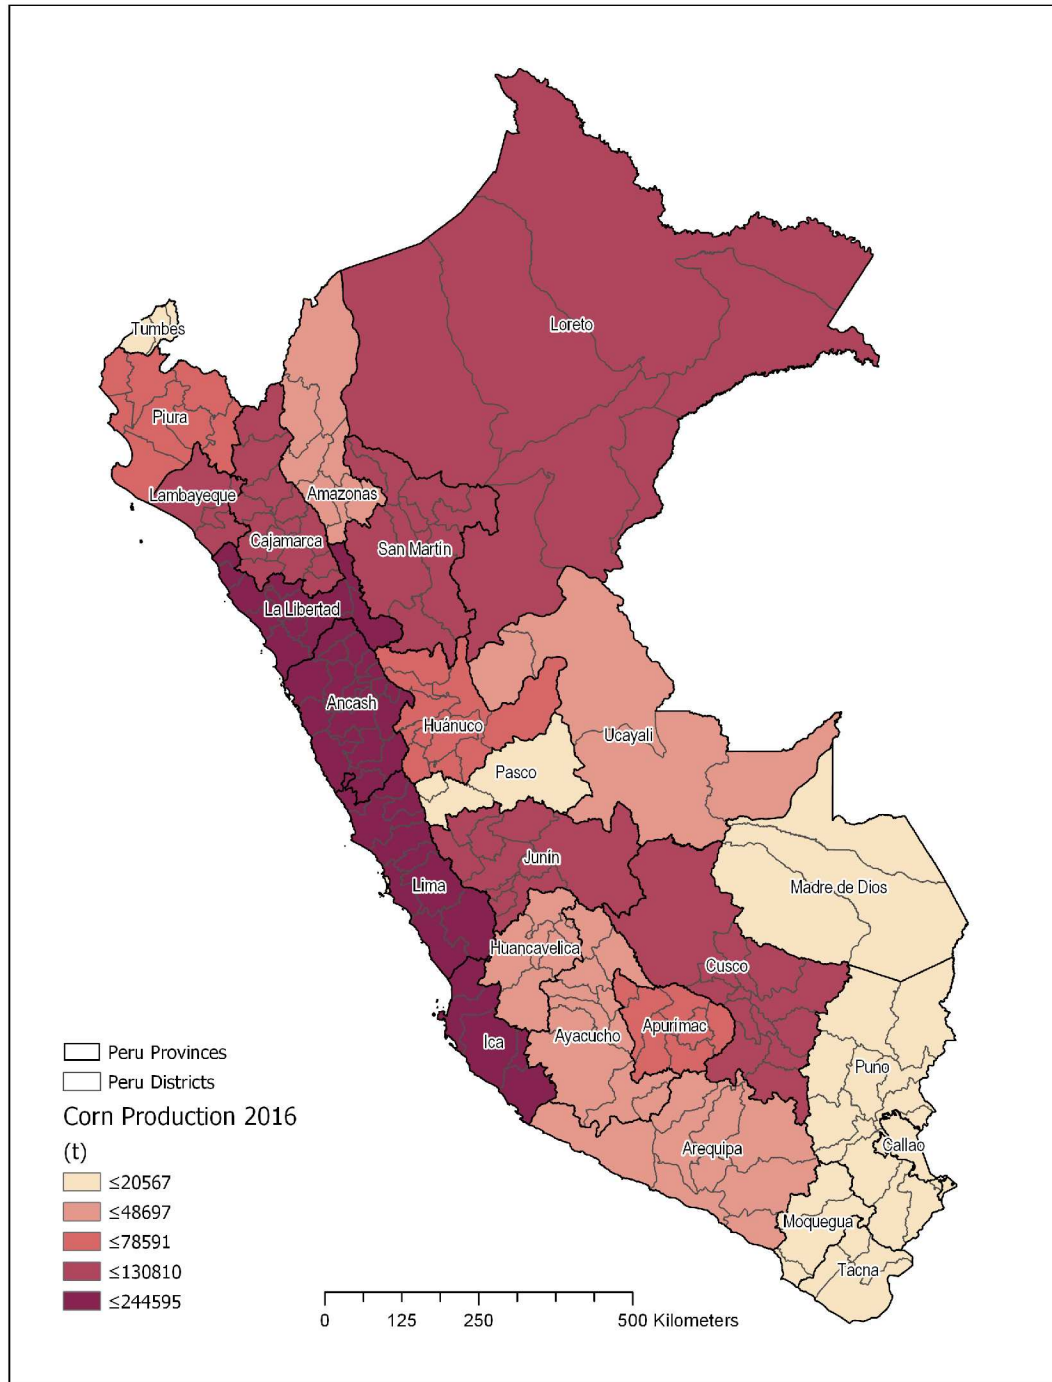 Loreto
Tumbes
Piura
Lambayeque
Amazonas
Cajamarca
San Martín
La Libertad
Ancash
Huánuco
Ucayali
Pasco
Junín
Lima
Madre de Dios
Huancavelica
Cusco
Ica
Ayacucho
Apurímac
Puno
Callao
Arequipa
Moquegua
Tacna
Peru Provinces
Peru Districts
Corn Production 2016
(t)
≤20567
≤48697
≤78591
≤130810
≤244595
0 125 250 500 Kilometers